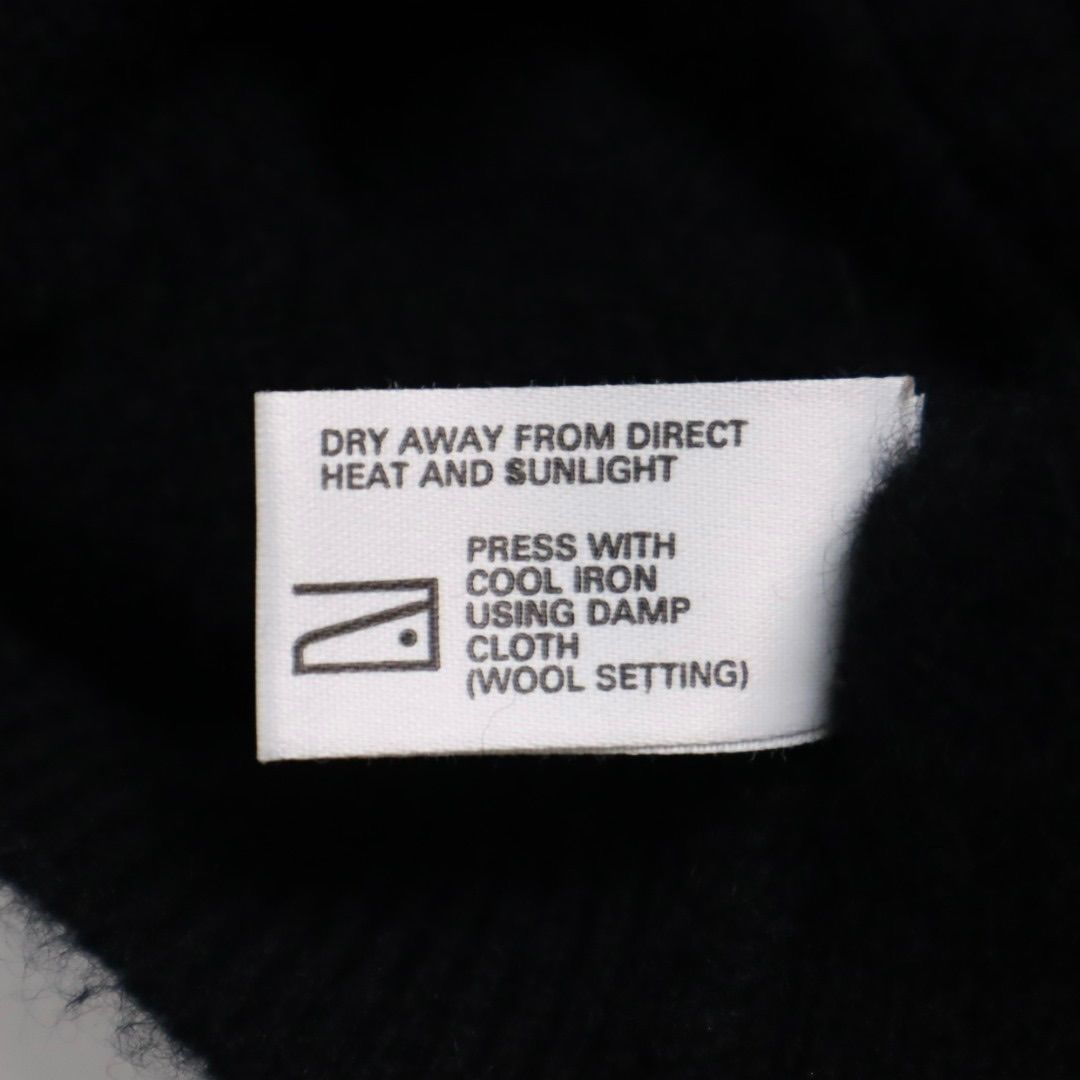 DRY AWAY FROM DIRECT
HEAT AND SUNLIGHT
PRESS WITH
COOL IRON
USING DAMP
CLOTH
(WOOL SETTING)